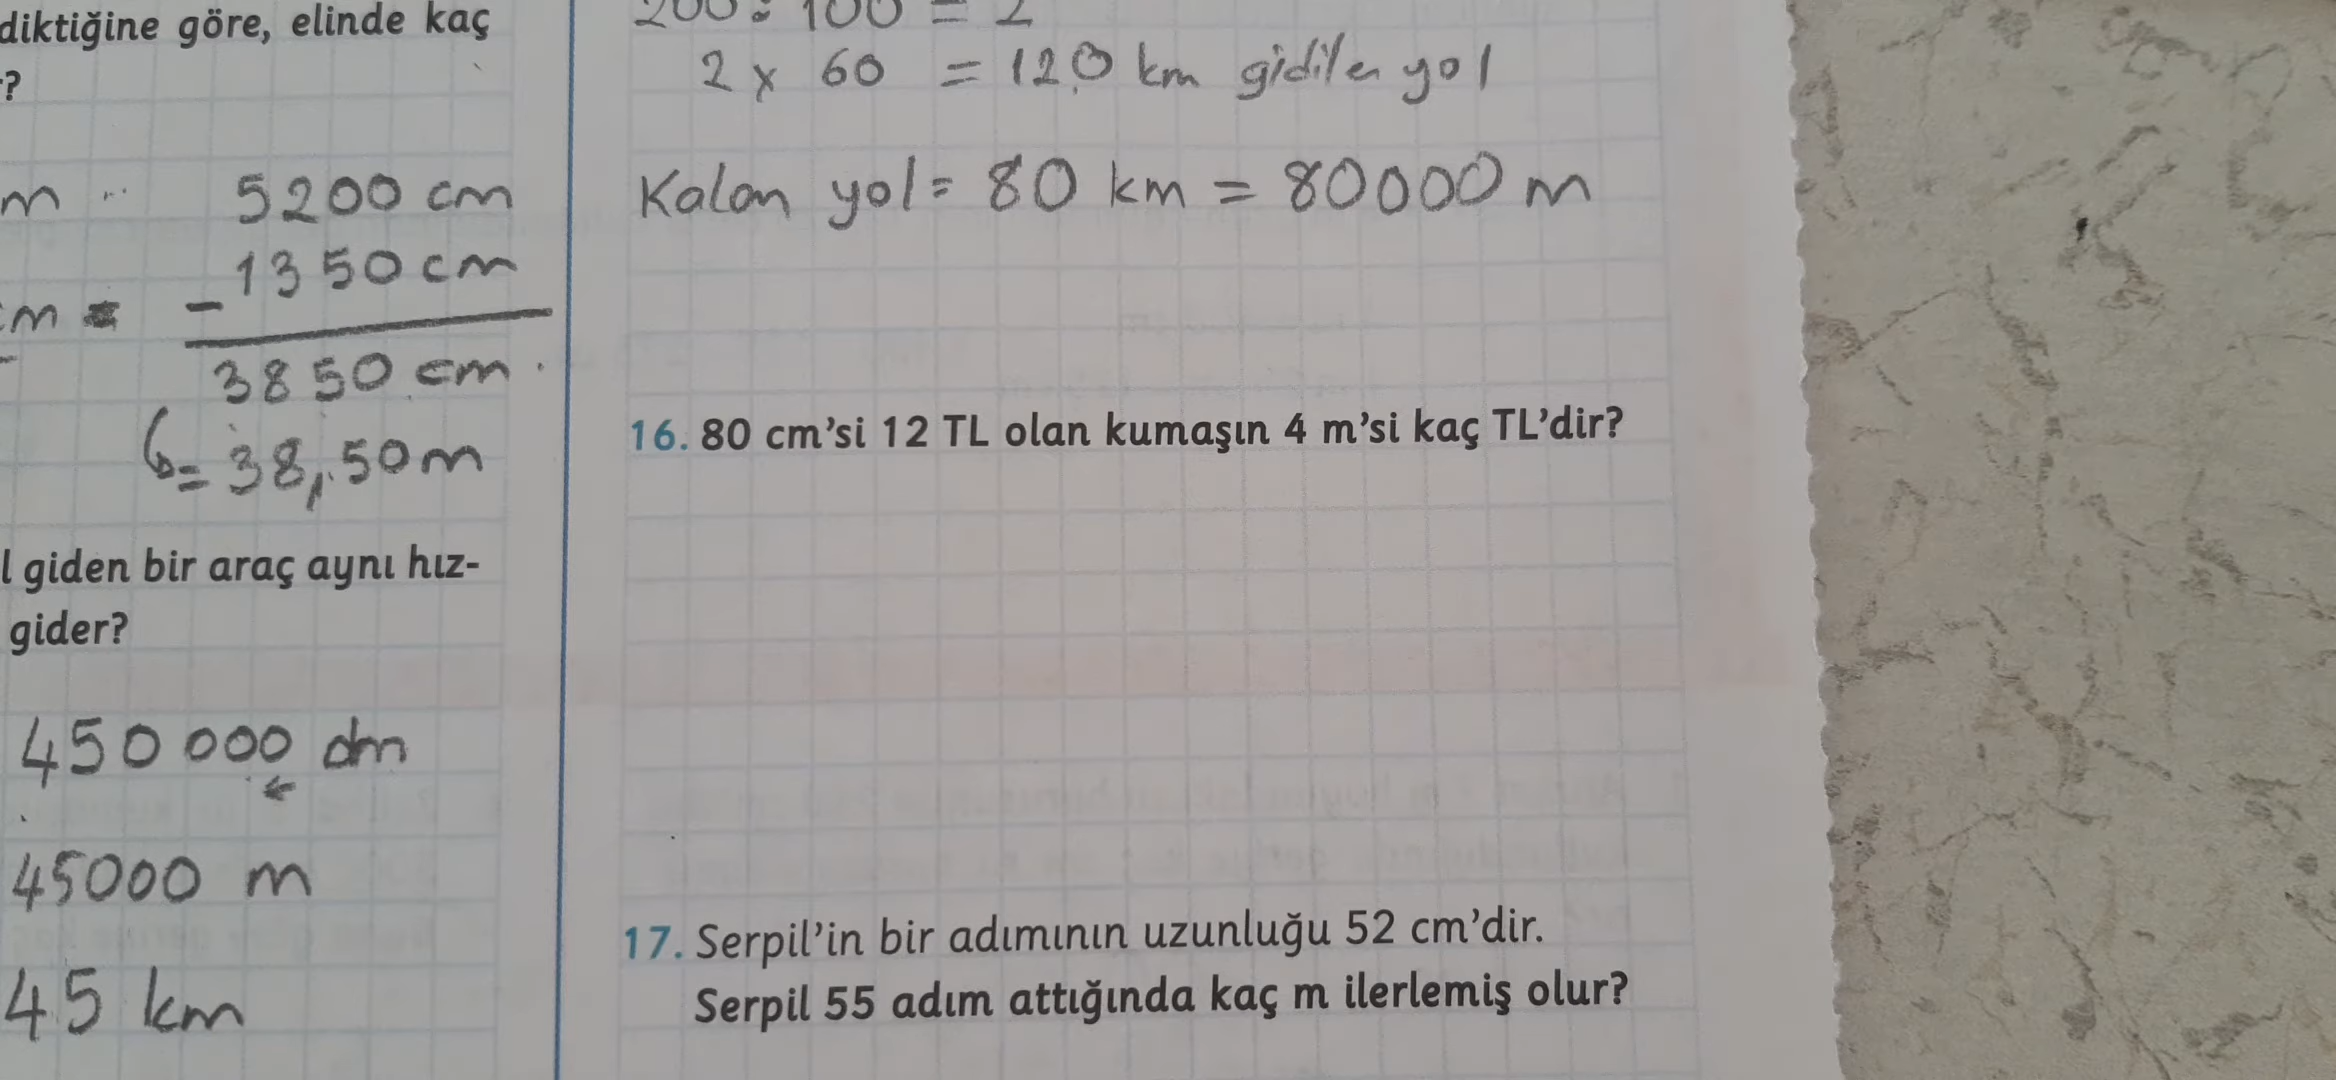 diktiğine göre, elinde kaç
?
m
5200 cm
m =
- 1350 cm
3850 cm
= 38,50 m
l giden bir araç aynı hız-
gider?
450 000 dm
45000 m
45 km
200 : 100 = 2
2 x 60 = 120 km gidilen yol
Kalan yol = 80 km = 80000 m
16. 80 cm'si 12 TL olan kumaşın 4 m'si kaç TL'dir?
17. Serpil'in bir adımının uzunluğu 52 cm'dir.
Serpil 55 adım attığında kaç m ilerlemiş olur?